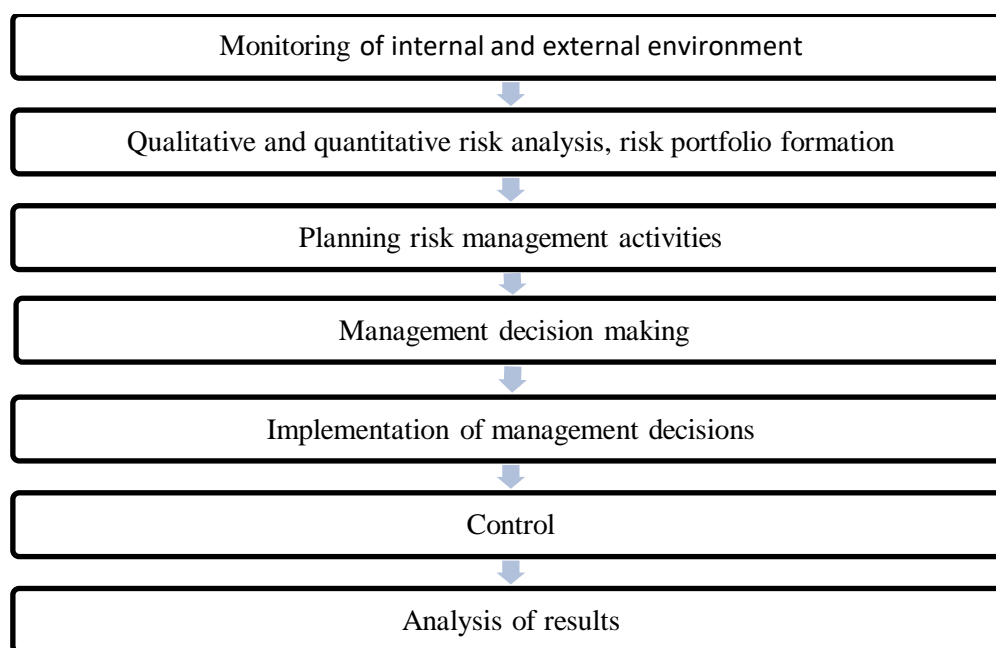 Monitoring of internal and external environment
Qualitative and quantitative risk analysis, risk portfolio formation
Planning risk management activities
Management decision making
Implementation of management decisions
Control
Analysis of results